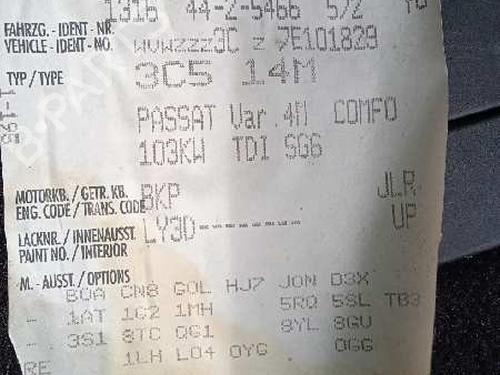 1316 44-2-5466 572
FAHRZG.-IDENT-NR.
VEHICLE-IDENT-NO. WVWZZZ3C Z 7E101829
TYP / TYPE 3C5 14M
PASSAT Var. 4M COMFO
103KW TDI SG6
MOTORKB. / GETR. KB.
ENG. CODE / TRANS. CODE BKP JLR
LACKNR. / INNENAUSST.
PAINT NO. / INTERIOR LY3D UP
M.-AUSST. / OPTIONS
B0A CN8 G0L HJ7 J0N D3X
1AT 1G2 1MH 5RQ 5SL TB3
3S1 8TC QG1 8YL 8GU
1LH L04 0YG 0GG
RE
B-PARTS